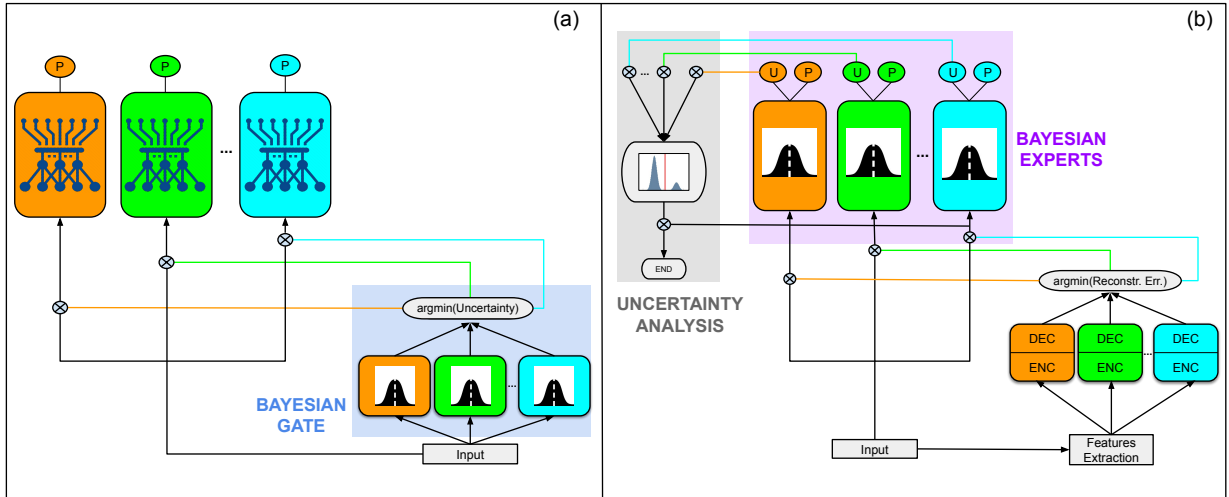 (a)
P
P
P
...
argmin(Uncertainty)
...
BAYESIAN
GATE
Input
(b)
...
U
P
U
P
U
P
...
BAYESIAN
EXPERTS
END
UNCERTAINTY
ANALYSIS
argmin(Reconstr. Err.)
DEC
DEC
DEC
...
ENC
ENC
ENC
Input
Features
Extraction